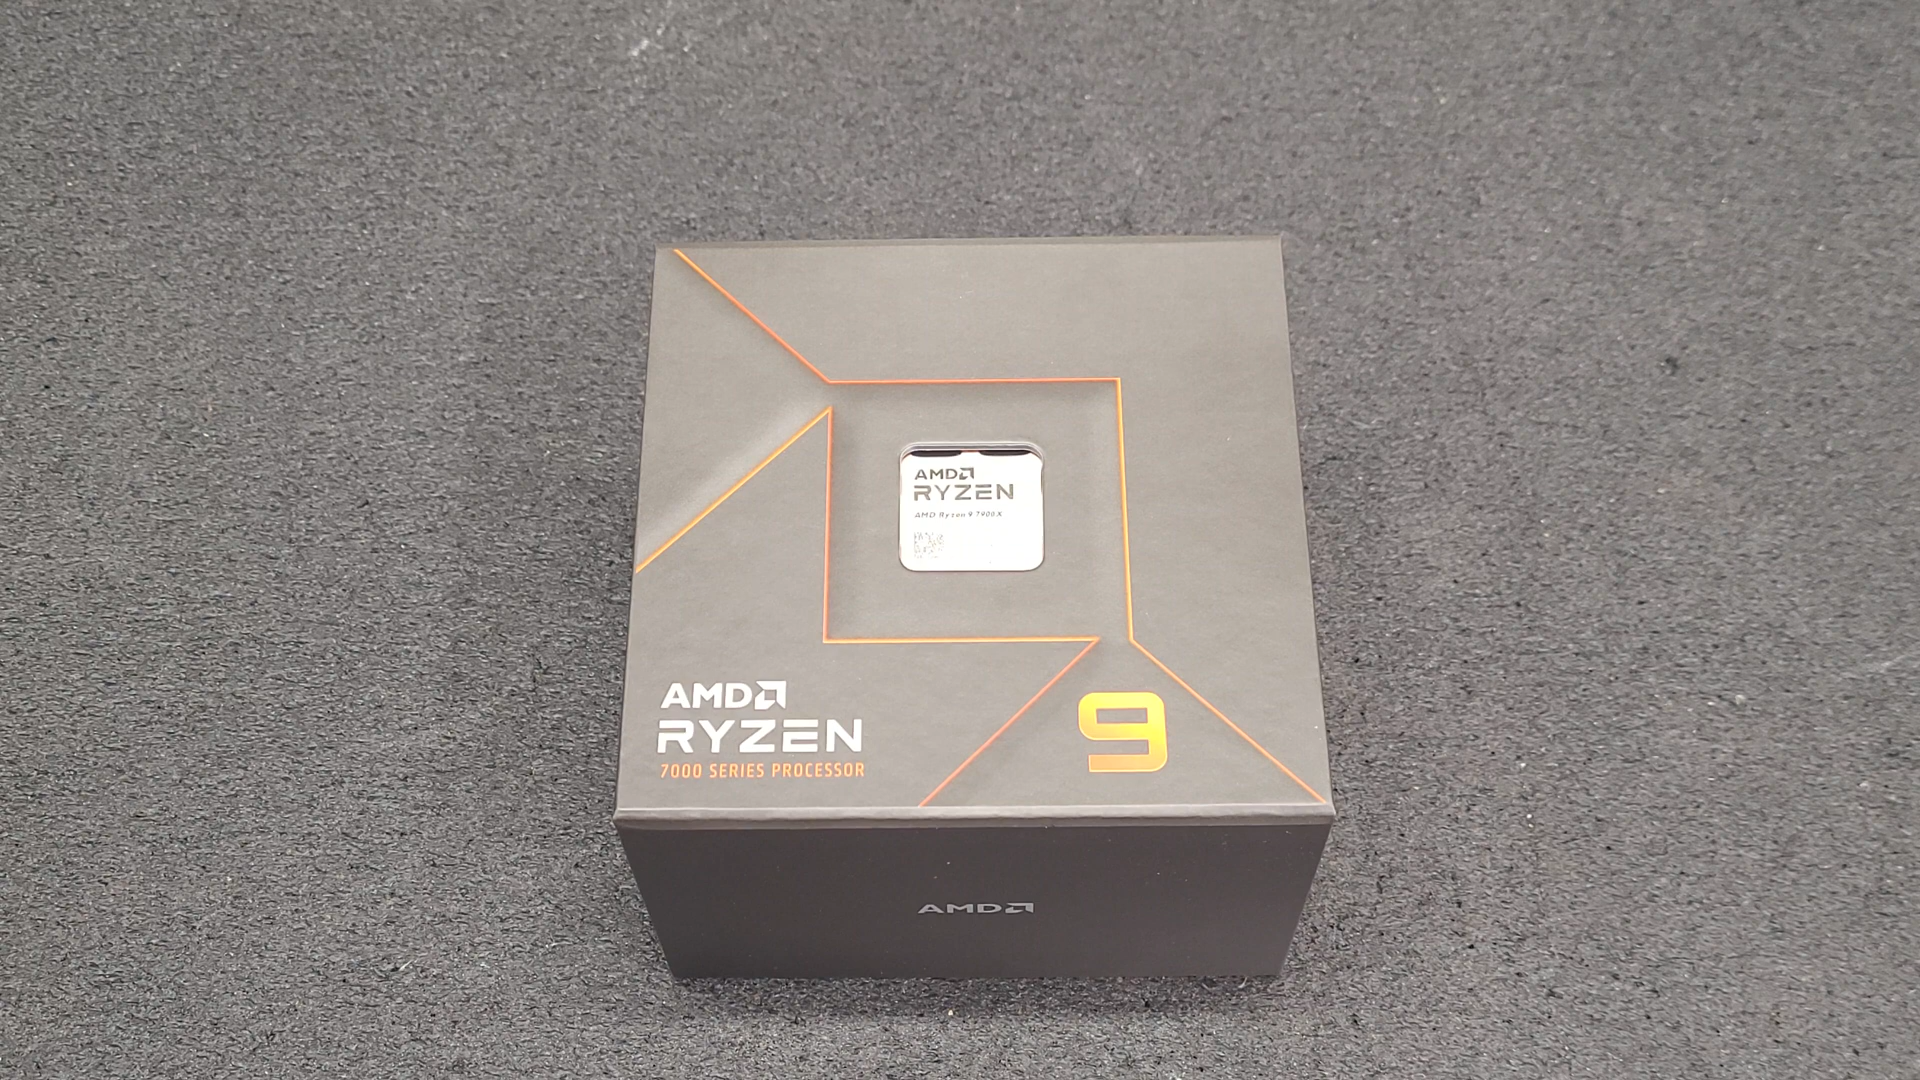 AMD
RYZEN
AMD Ryzen 9 7900X
AMD
RYZEN
7000 SERIES PROCESSOR
9
AMD